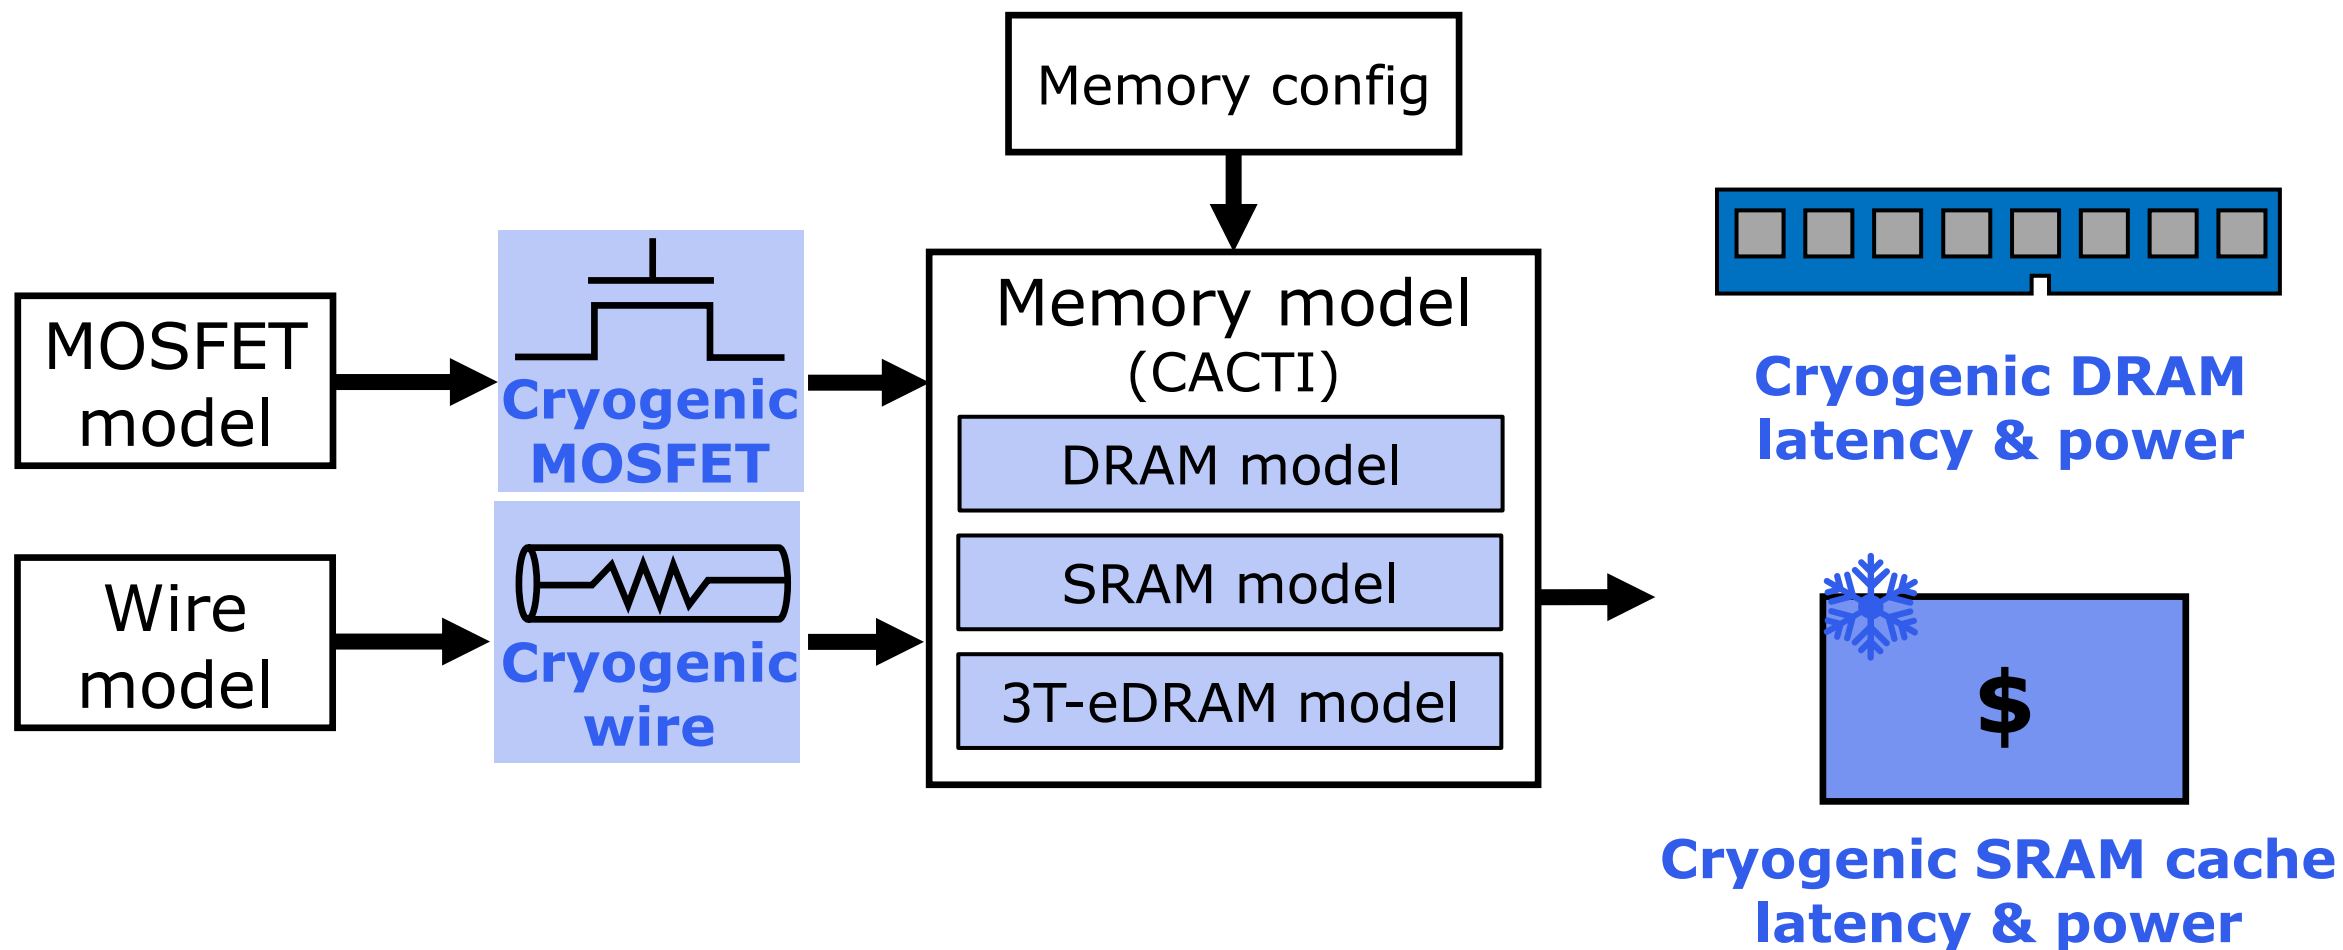 Memory config
MOSFET
model
Cryogenic
MOSFET
Wire
model
Cryogenic
wire
Memory model
(CACTI)
DRAM model
SRAM model
3T-eDRAM model
Cryogenic DRAM
latency & power
$
Cryogenic SRAM cache
latency & power